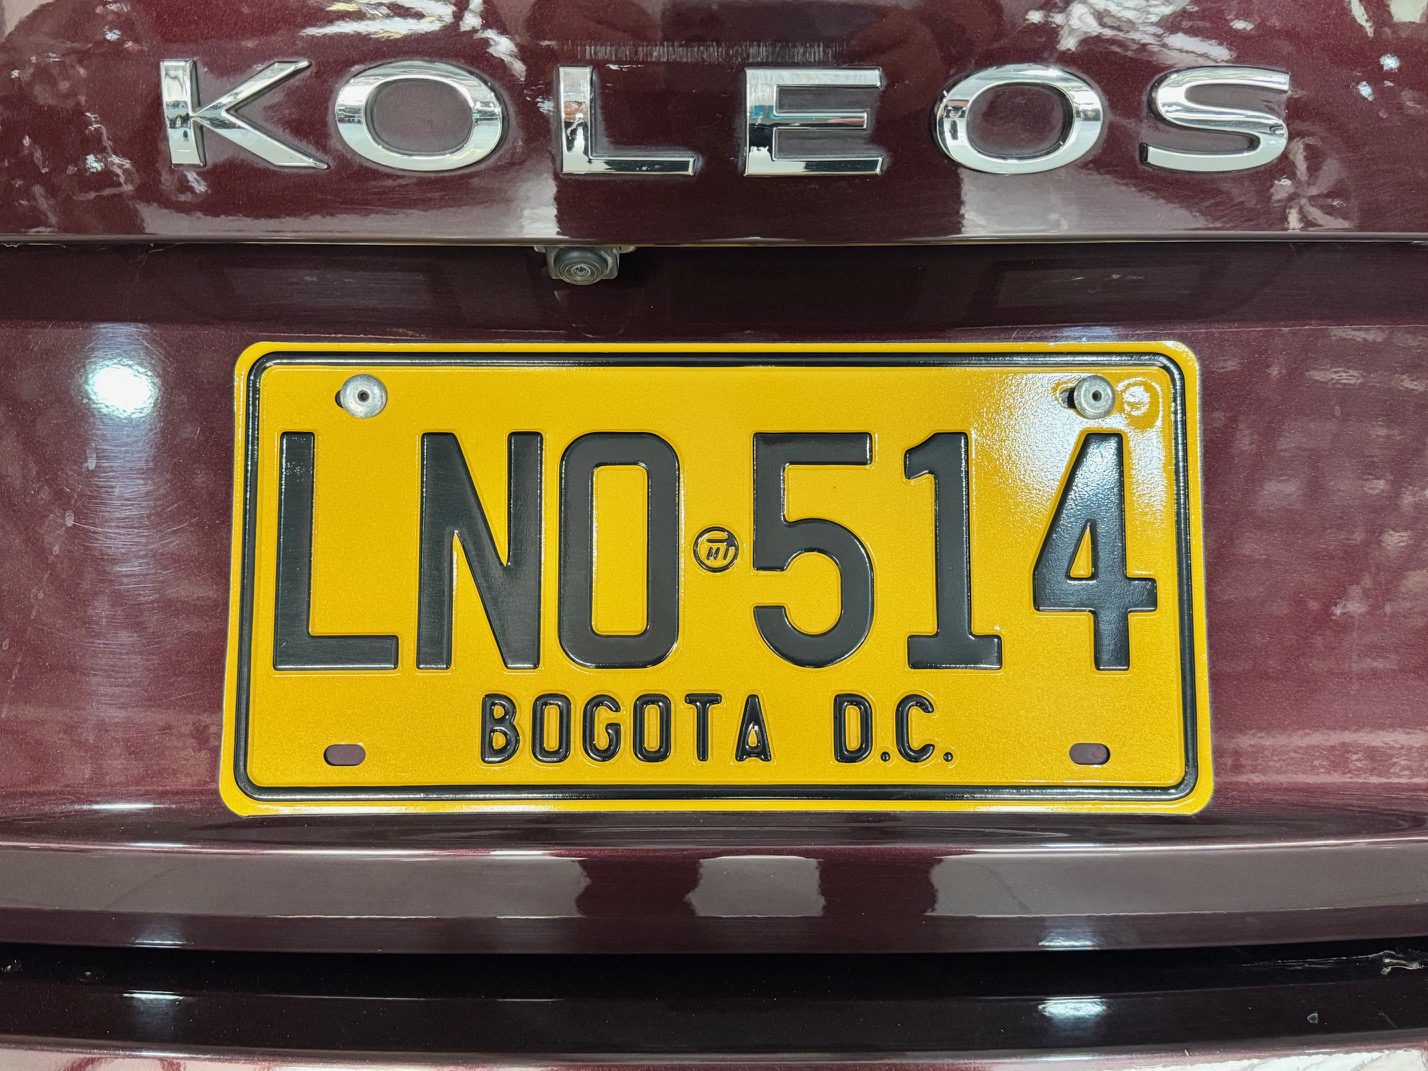 KOLEOS
LNO 514
BOGOTA D.C.